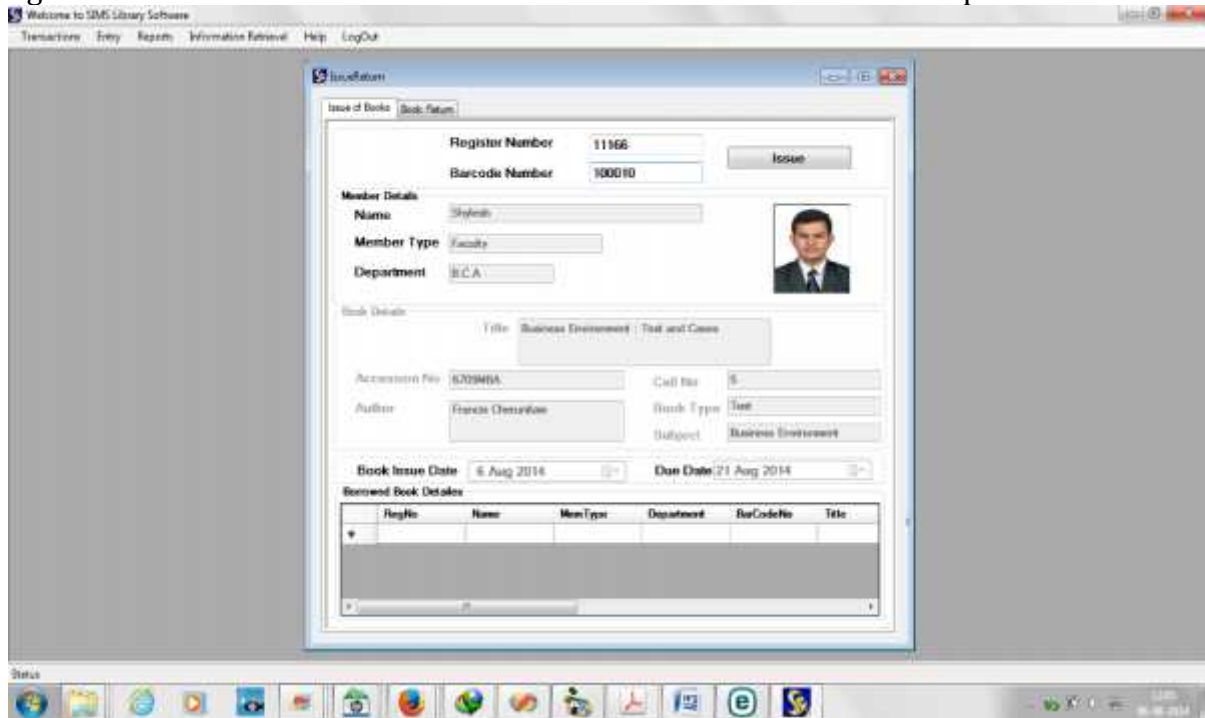 Welcome to SIMS Library Software
Transactions Entry Reports Information Retrieval Help LogOut
IssueReturn
Issue of Books Book Return
Register Number 11166
Issue
Barcode Number 100010
Member Details
Name
Member Type Faculty
Department B.C.A
Book Details
Title Business Environment : Text and Cases
Accession No 6709MBA Call No
Author Francis Cherunilam Book Type Text
Subject Business Environment
Book Issue Date 6 Aug 2014 Due Date 21 Aug 2014
Borrowed Book Detailes
RegNo Name MemType Department BarCodeNo Title
Status